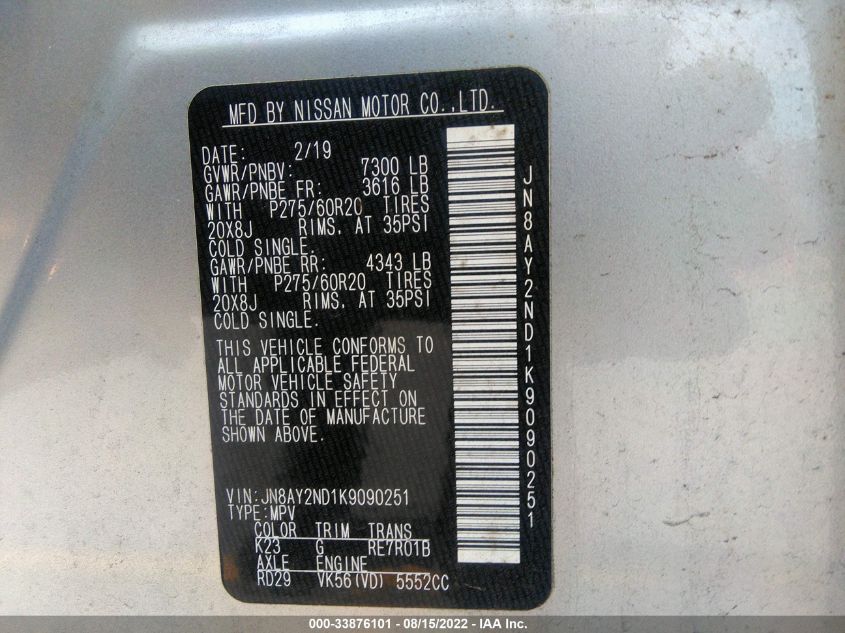 MFD BY NISSAN MOTOR CO.,LTD.
DATE: 2/19
GVWR/PNBV: 7300 LB
GAWR/PNBE FR: 3616 LB
WITH P275/60R20 TIRES
20X8J RIMS, AT 35PSI
COLD SINGLE.
GAWR/PNBE RR: 4343 LB
WITH P275/60R20 TIRES
20X8J RIMS, AT 35PSI
COLD SINGLE.
THIS VEHICLE CONFORMS TO
ALL APPLICABLE FEDERAL
MOTOR VEHICLE SAFETY
STANDARDS IN EFFECT ON
THE DATE OF MANUFACTURE
SHOWN ABOVE.
VIN:JN8AY2ND1K9090251
TYPE:MPV
COLOR TRIM TRANS
K23 G RE7R01B
AXLE ENGINE
RD29 VK56(VD) 5552CC
JN8AY2ND1K9090251
000-33876101 - 08/15/2022 - IAA Inc.